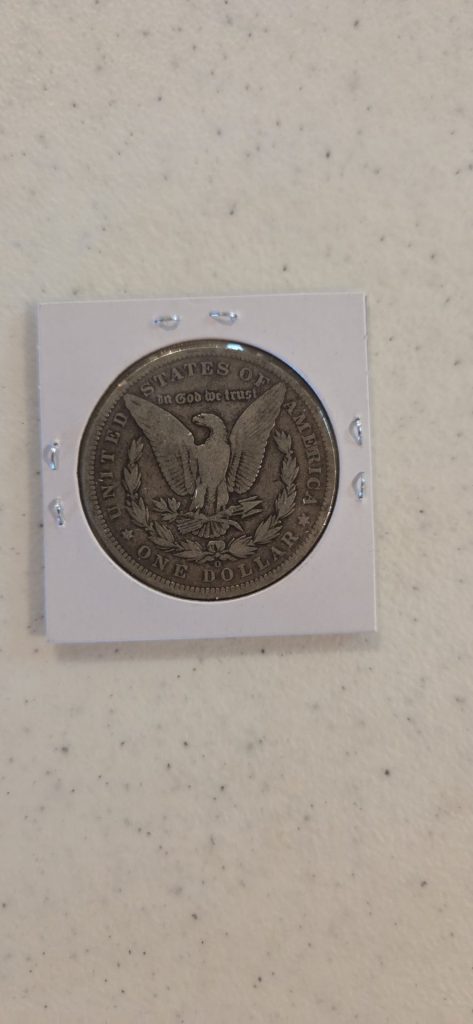 UNITED STATES OF AMERICA
In God we trust
O
★ ONE DOLLAR ★